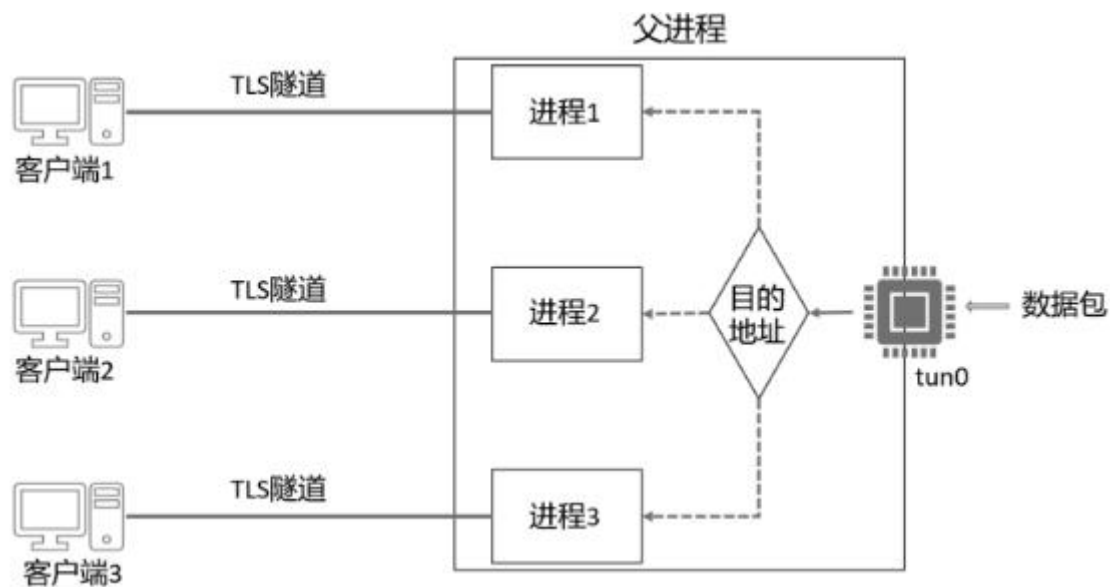 父进程
TLS隧道
进程1
客户端1
TLS隧道
进程2
目的
地址
数据包
tun0
客户端2
TLS隧道
进程3
客户端3